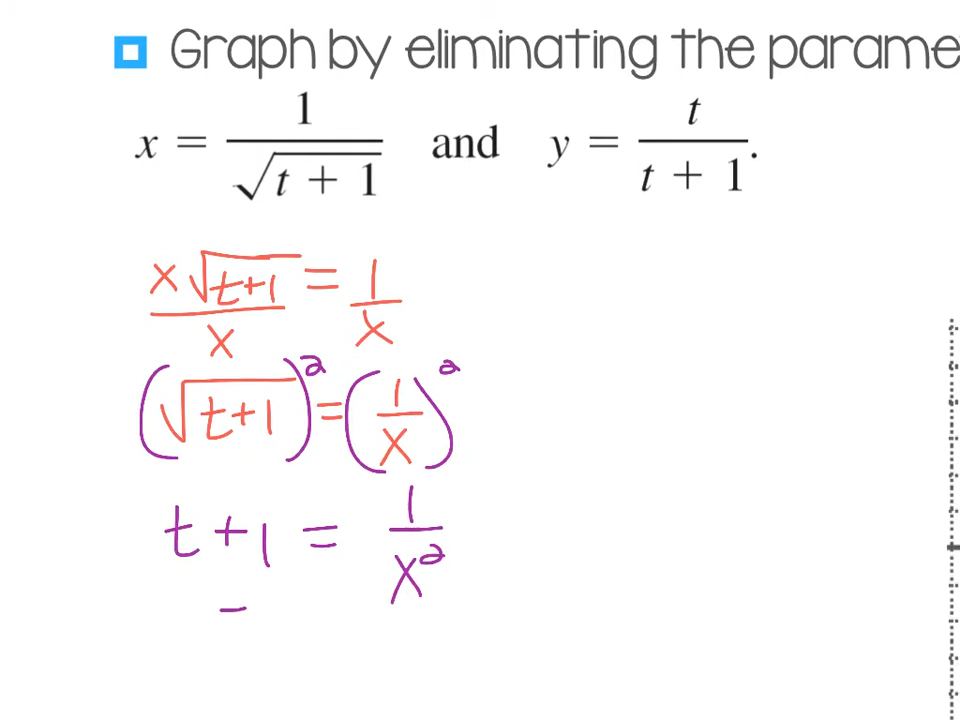 Graph by eliminating the parame
x = 1/√(t + 1) and y = t/(t + 1).
x√(t+1)/x = 1/x
(√(t+1))² = (1/x)²
t + 1 = 1/x²
−